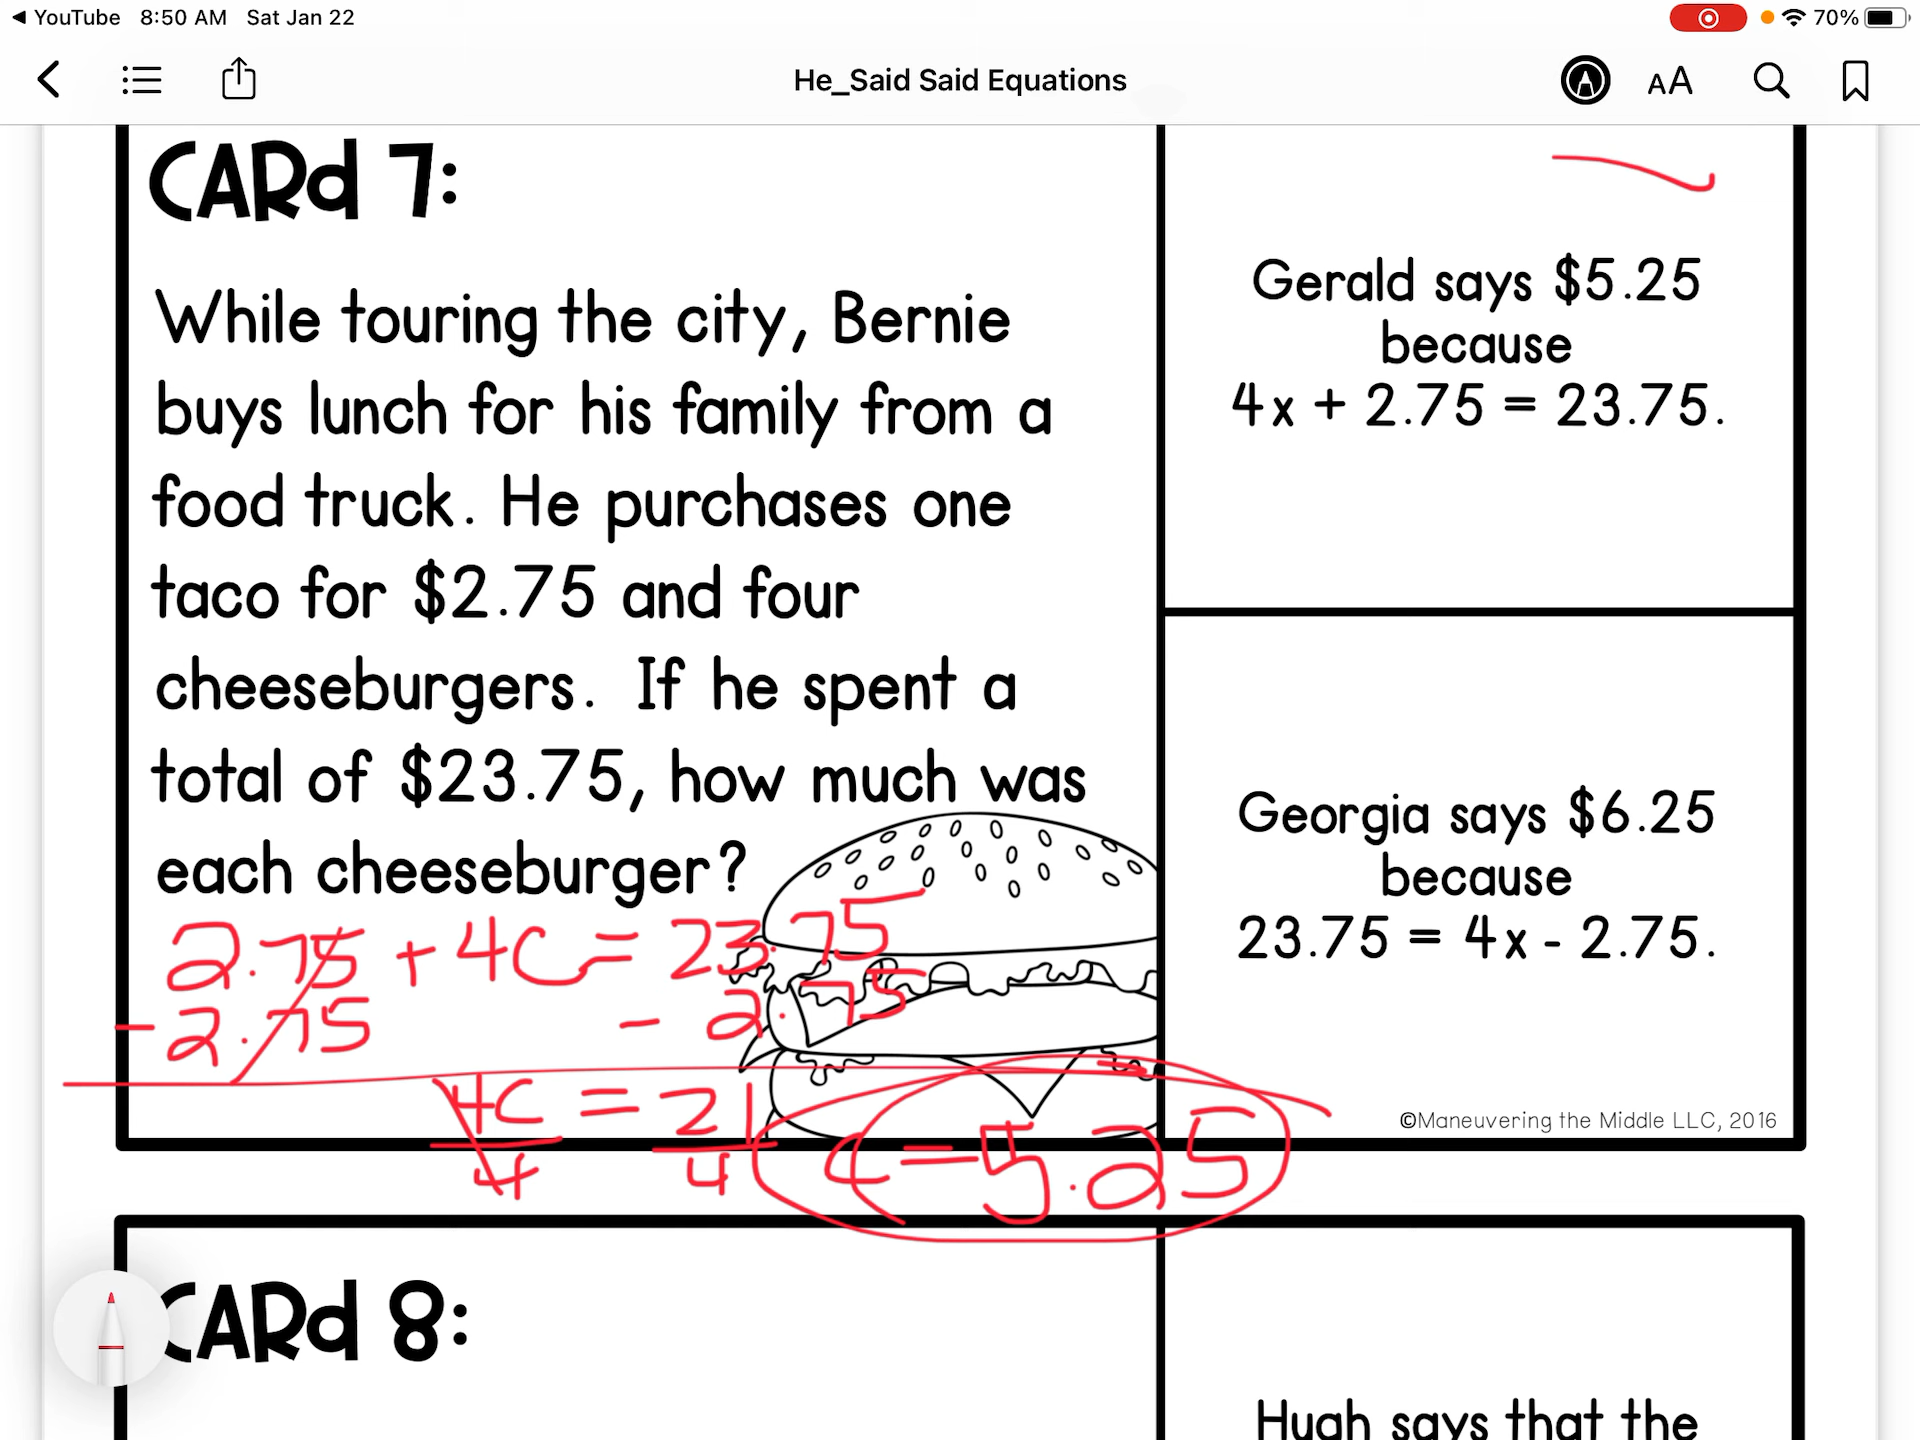 YouTube 8:50 AM Sat Jan 22 70%
He_Said Said Equations
AA
CARd 7:
While touring the city, Bernie
buys lunch for his family from a
food truck. He purchases one
taco for $2.75 and four
cheeseburgers. If he spent a
total of $23.75, how much was
each cheeseburger?
2.75 + 4C = 23.75
- 2.75 - 2.75
4C = 21
4 4
C = 5.25
Gerald says $5.25
because
4x + 2.75 = 23.75.
Georgia says $6.25
because
23.75 = 4x - 2.75.
©Maneuvering the Middle LLC, 2016
CARd 8:
Hugh says that the